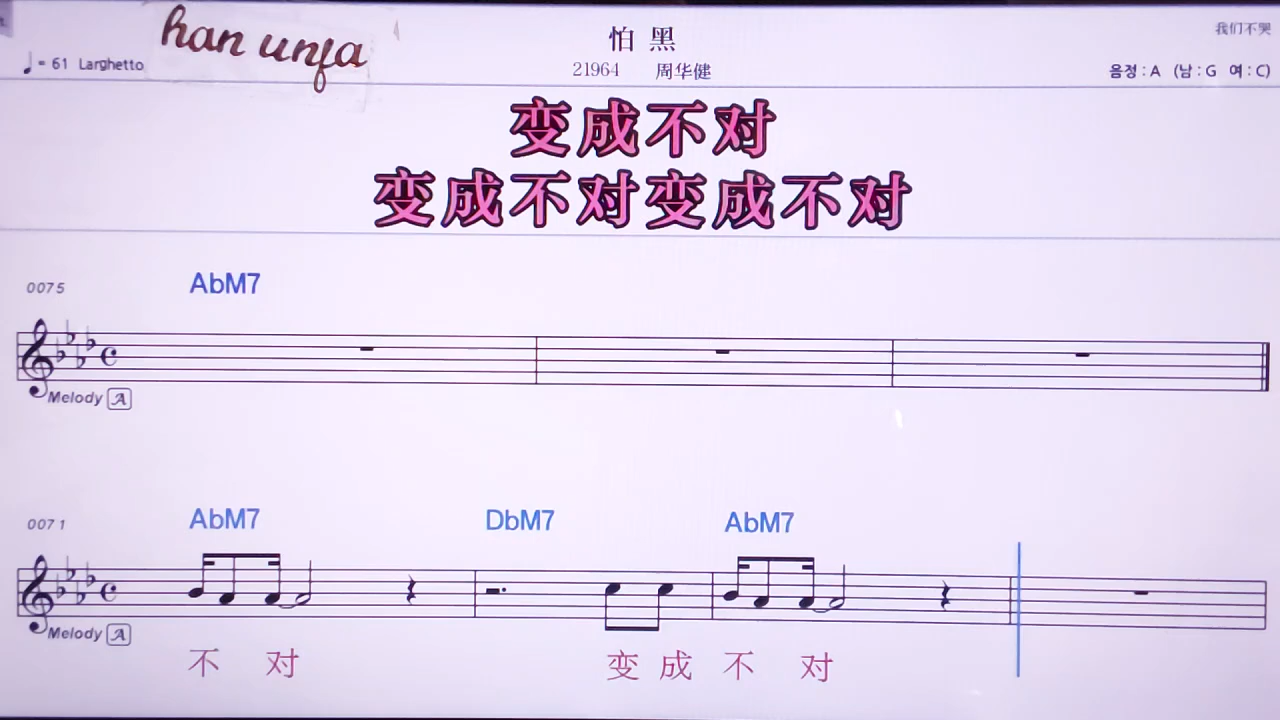 han unfa
怕 黑
我们不哭
♩ = 61 Larghetto
21964 周华健
음정 : A (남 : G 여 : C)
变成不对
变成不对变成不对
0075 AbM7
Melody A
0071 AbM7 DbM7 AbM7
Melody A
不 对 变 成 不 对